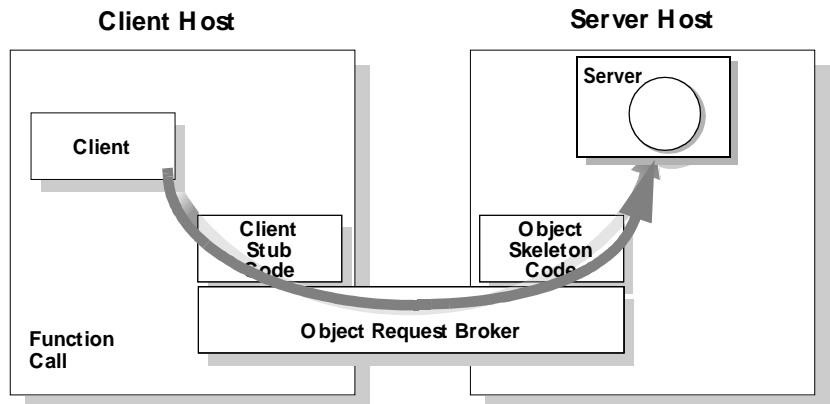 Client Host
Server Host
Server
Client
Client
Stub
Code
Object
Skeleton
Code
Object Request Broker
Function
Call